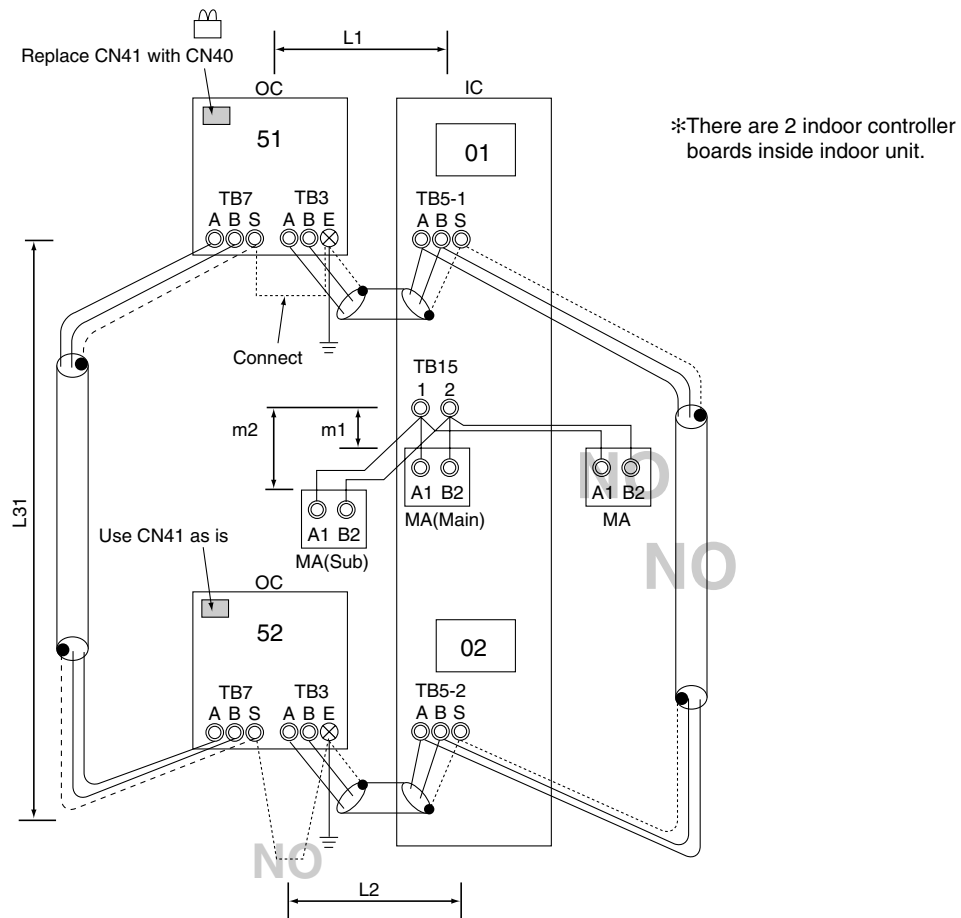 Replace CN41 with CN40
L1
OC
IC
✻There are 2 indoor controller
boards inside indoor unit.
51
01
TB7
TB3
TB5-1
A B S
A B E
A B S
Connect
TB15
1 2
m2
m1
L31
A1 B2
MA(Main)
NO
A1 B2
MA
A1 B2
MA(Sub)
NO
Use CN41 as is
OC
52
02
TB7
TB3
TB5-2
A B S
A B E
A B S
NO
L2